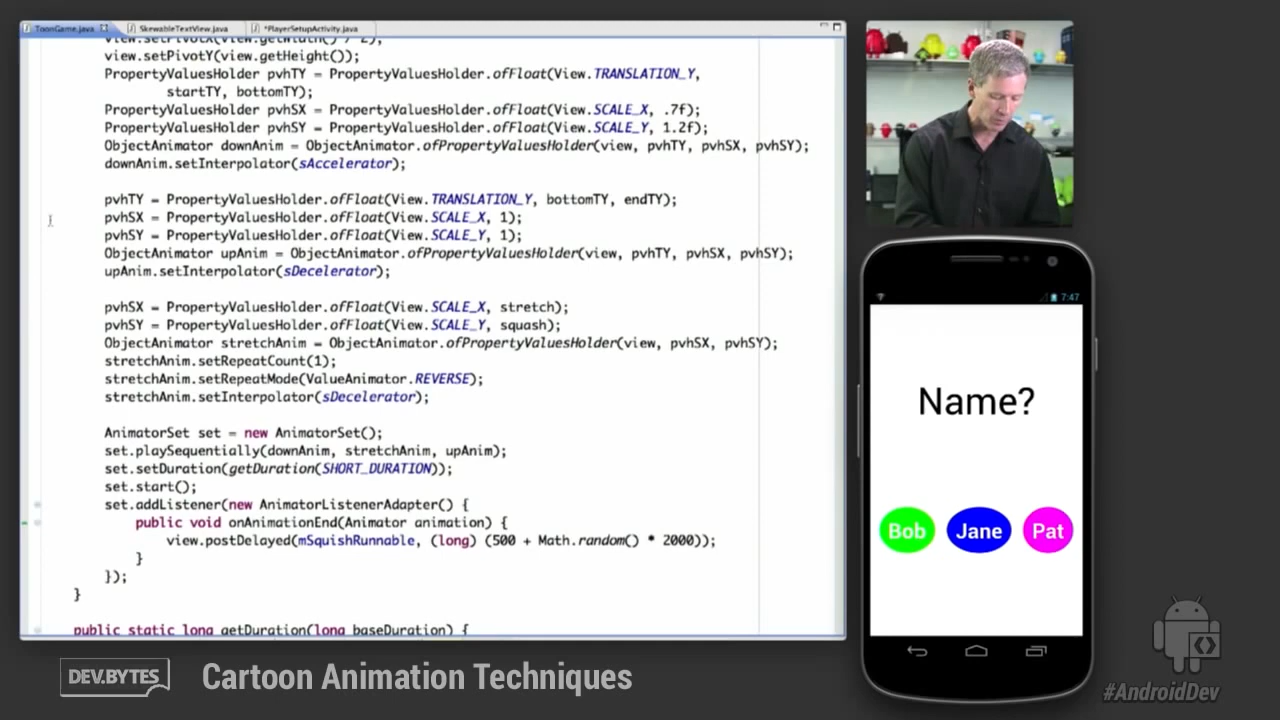 ToonGame.java
SkewableTextView.java
*PlayerSetupActivity.java
view.setPivotX(view.getWidth() / 2);
view.setPivotY(view.getHeight());
PropertyValuesHolder pvhTY = PropertyValuesHolder.ofFloat(View.TRANSLATION_Y,
startTY, bottomTY);
PropertyValuesHolder pvhSX = PropertyValuesHolder.ofFloat(View.SCALE_X, .7f);
PropertyValuesHolder pvhSY = PropertyValuesHolder.ofFloat(View.SCALE_Y, 1.2f);
ObjectAnimator downAnim = ObjectAnimator.ofPropertyValuesHolder(view, pvhTY, pvhSX, pvhSY);
downAnim.setInterpolator(sAccelerator);
pvhTY = PropertyValuesHolder.ofFloat(View.TRANSLATION_Y, bottomTY, endTY);
pvhSX = PropertyValuesHolder.ofFloat(View.SCALE_X, 1);
pvhSY = PropertyValuesHolder.ofFloat(View.SCALE_Y, 1);
ObjectAnimator upAnim = ObjectAnimator.ofPropertyValuesHolder(view, pvhTY, pvhSX, pvhSY);
upAnim.setInterpolator(sDecelerator);
pvhSX = PropertyValuesHolder.ofFloat(View.SCALE_X, stretch);
pvhSY = PropertyValuesHolder.ofFloat(View.SCALE_Y, squash);
ObjectAnimator stretchAnim = ObjectAnimator.ofPropertyValuesHolder(view, pvhSX, pvhSY);
stretchAnim.setRepeatCount(1);
stretchAnim.setRepeatMode(ValueAnimator.REVERSE);
stretchAnim.setInterpolator(sDecelerator);
AnimatorSet set = new AnimatorSet();
set.playSequentially(downAnim, stretchAnim, upAnim);
set.setDuration(getDuration(SHORT_DURATION));
set.start();
set.addListener(new AnimatorListenerAdapter() {
public void onAnimationEnd(Animator animation) {
view.postDelayed(mSquishRunnable, (long) (500 + Math.random() * 2000));
}
});
}
public static long getDuration(long baseDuration) {
7:47
Name?
Bob
Jane
Pat
DEV.BYTES
Cartoon Animation Techniques
#AndroidDev